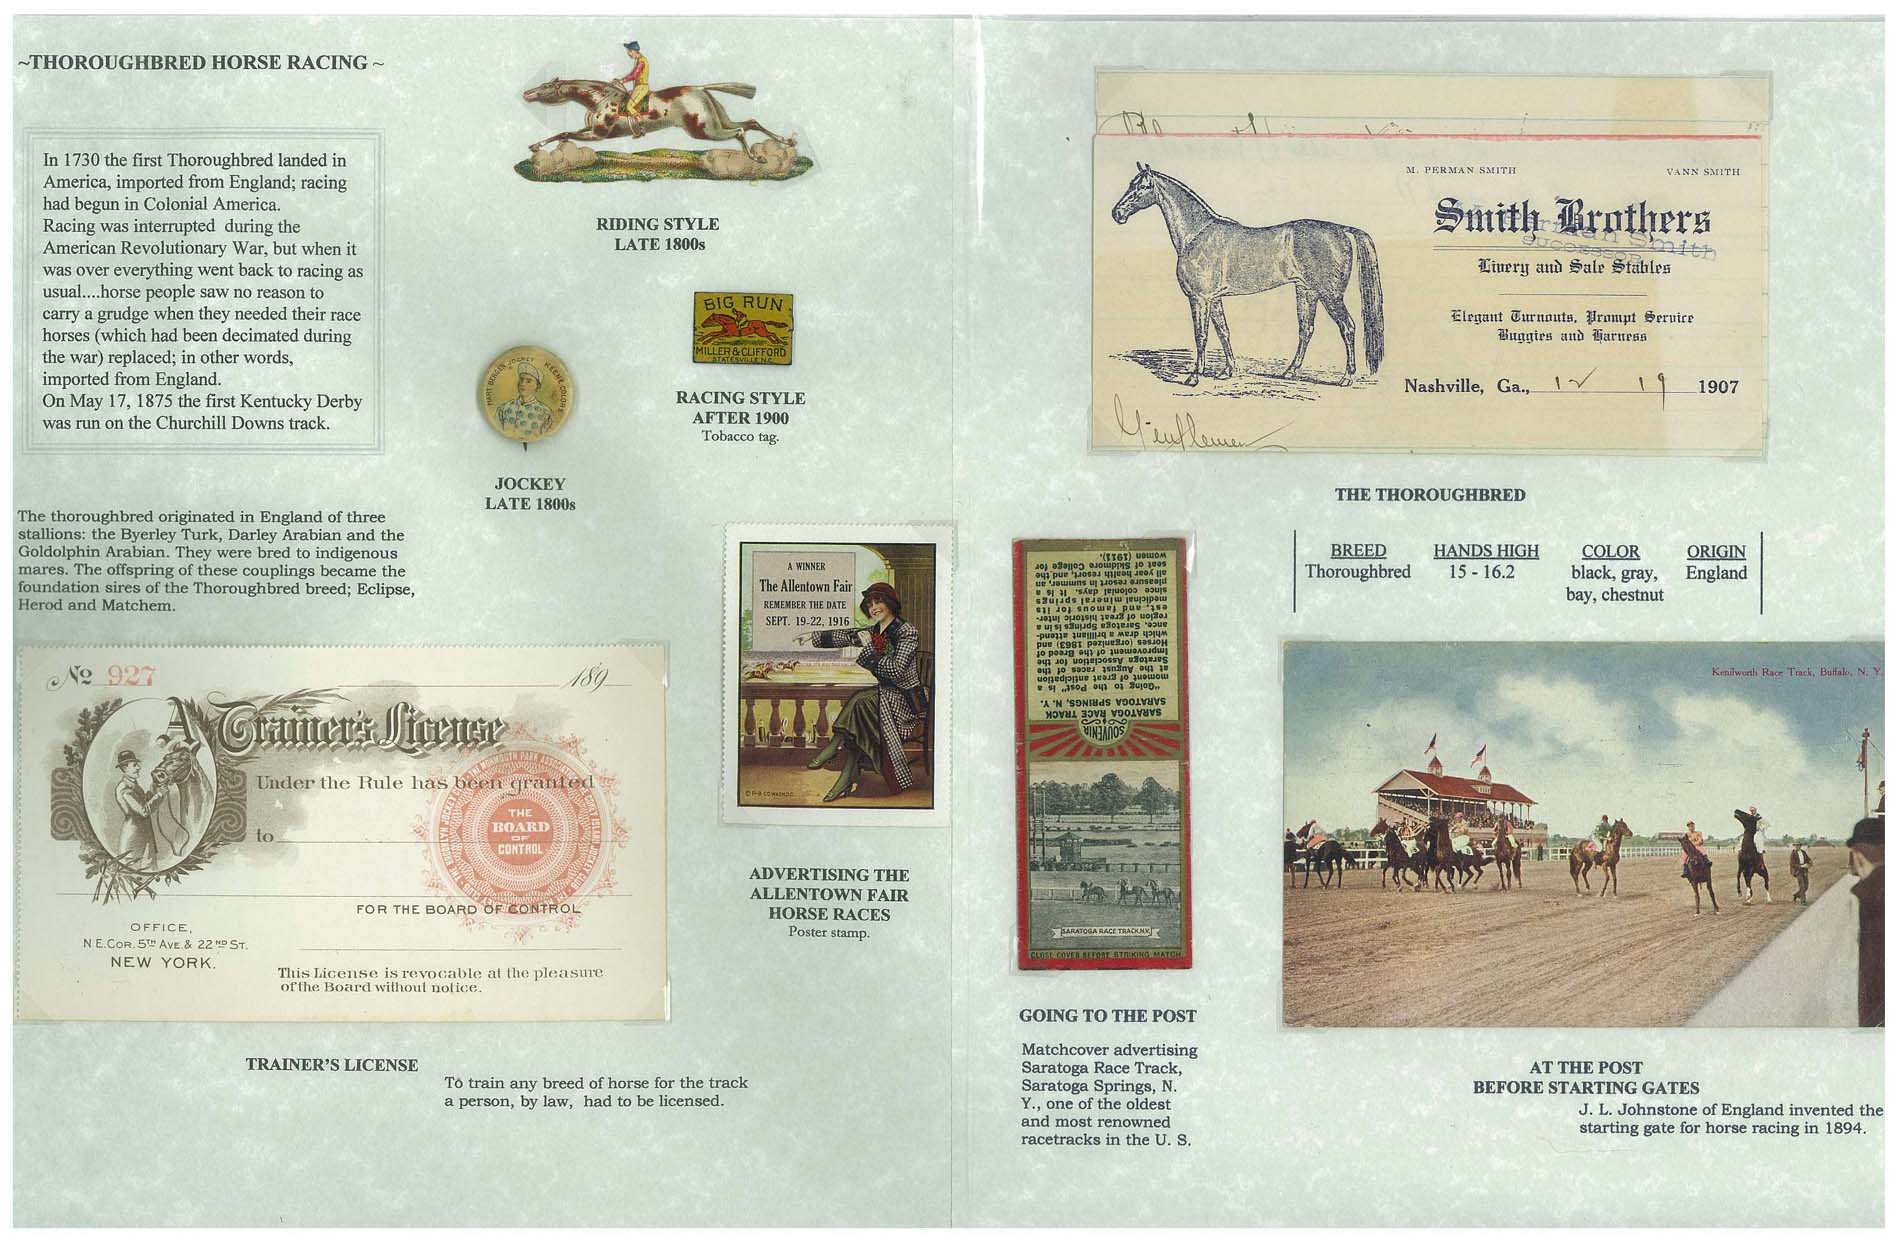 ~THOROUGHBRED HORSE RACING ~
In 1730 the first Thoroughbred landed in
America, imported from England; racing
had begun in Colonial America.
Racing was interrupted during the
American Revolutionary War, but when it
was over everything went back to racing as
usual....horse people saw no reason to
carry a grudge when they needed their race
horses (which had been decimated during
the war) replaced; in other words,
imported from England.
On May 17, 1875 the first Kentucky Derby
was run on the Churchill Downs track.
RIDING STYLE
LATE 1800s
BIG RUN
MILLER & CLIFFORD
STATESVILLE N.C.
RACING STYLE
AFTER 1900
Tobacco tag.
MART BERGEN JOCKEY KEENE COLORS
JOCKEY
LATE 1800s
The thoroughbred originated in England of three
stallions: the Byerley Turk, Darley Arabian and the
Goldolphin Arabian. They were bred to indigenous
mares. The offspring of these couplings became the
foundation sires of the Thoroughbred breed; Eclipse,
Herod and Matchem.
No 927
189
A Trainer's License
Under the Rule has been granted
to
THE
BOARD
OF
CONTROL
FOR THE BOARD OF CONTROL
OFFICE,
N E. COR. 5TH AVE. & 22ND ST.
NEW YORK.
This License is revocable at the pleasure
of the Board without notice.
TRAINER'S LICENSE
To train any breed of horse for the track
a person, by law, had to be licensed.
A WINNER
The Allentown Fair
REMEMBER THE DATE
SEPT. 19-22, 1916
ADVERTISING THE
ALLENTOWN FAIR
HORSE RACES
Poster stamp.
M. PERMAN SMITH
VANN SMITH
Smith Brothers
Perman Smith
SUCCESSOR
Livery and Sale Stables
Elegant Turnouts, Prompt Service
Buggies and Harness
Nashville, Ga., 12 19 1907
Gentlemen
THE THOROUGHBRED
BREED HANDS HIGH COLOR ORIGIN
Thoroughbred 15 - 16.2 black, gray, England
bay, chestnut
SOUVENIR
SARATOGA RACE TRACK
SARATOGA SPRINGS, N. Y.
"Going to the Post" is a
moment of great anticipation
at the August races of the
Saratoga Association for the
Improvement of the Breed of
Horses (organized 1863) and
which draw a brilliant attend-
ance. Saratoga Springs is in a
region of great historic inter-
est, and famous for its
medicinal mineral springs
since colonial days. It is a
pleasure resort in summer, an
all year health resort, and the
seat of Skidmore College for
women (1911).
SARATOGA RACE TRACK, N.Y.
CLOSE COVER BEFORE STRIKING MATCH
GOING TO THE POST
Matchcover advertising
Saratoga Race Track,
Saratoga Springs, N.
Y., one of the oldest
and most renowned
racetracks in the U. S.
Kenilworth Race Track, Buffalo, N. Y.
AT THE POST
BEFORE STARTING GATES
J. L. Johnstone of England invented the
starting gate for horse racing in 1894.